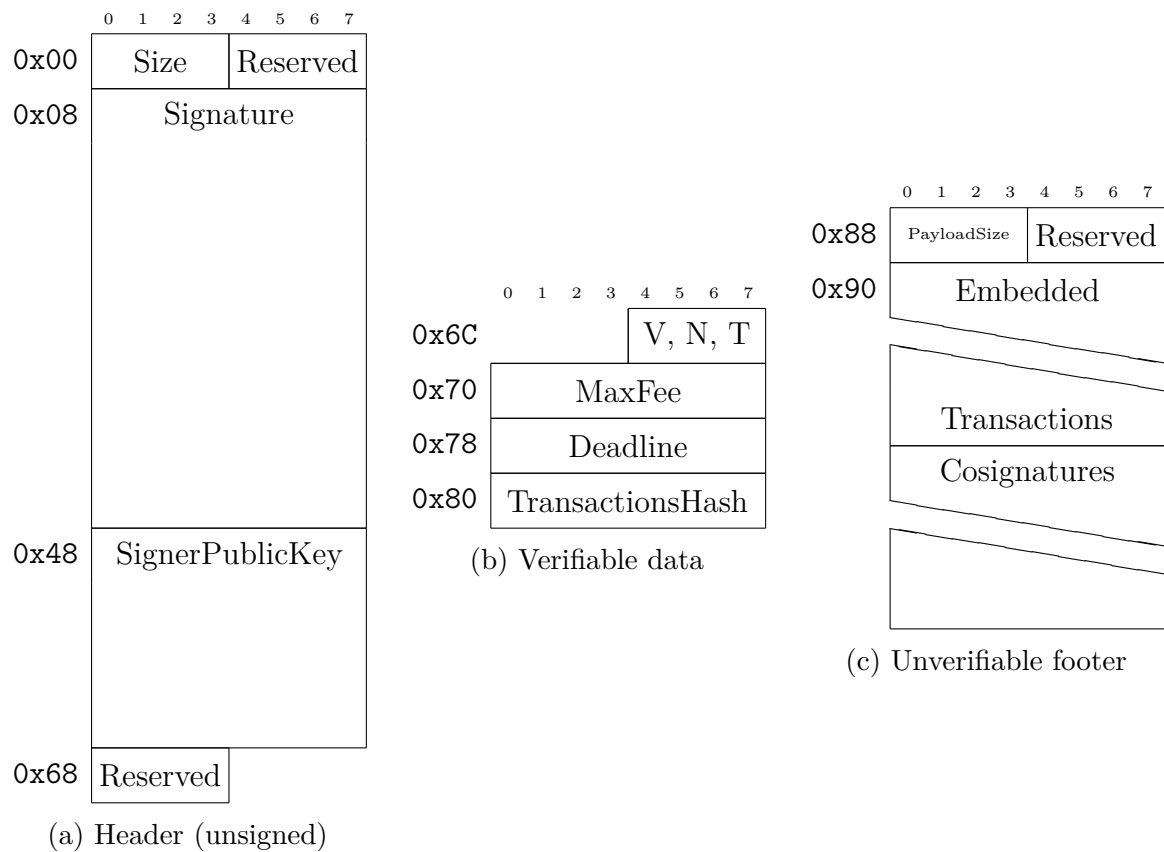 0 1 2 3 4 5 6 7
0x00 Size Reserved
0x08 Signature
0x48 SignerPublicKey
0x68 Reserved
(a) Header (unsigned)
0 1 2 3 4 5 6 7
0x6C V, N, T
0x70 MaxFee
0x78 Deadline
0x80 TransactionsHash
(b) Verifiable data
0 1 2 3 4 5 6 7
0x88 PayloadSize Reserved
0x90 Embedded
Transactions
Cosignatures
(c) Unverifiable footer